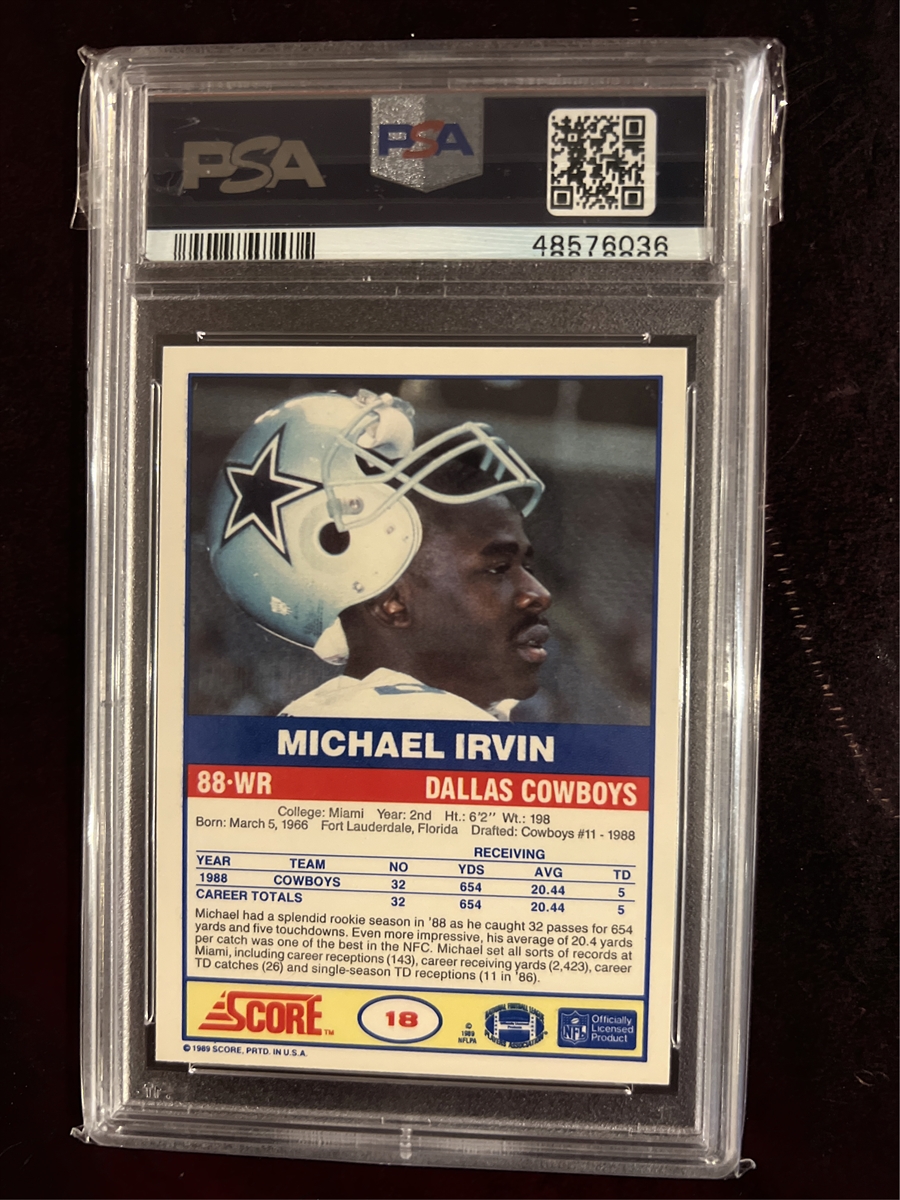 PSA
PSA
48576036
MICHAEL IRVIN
88·WR DALLAS COWBOYS
College: Miami Year: 2nd Ht.: 6'2" Wt.: 198
Born: March 5, 1966 Fort Lauderdale, Florida Drafted: Cowboys #11 - 1988
RECEIVING
YEAR TEAM NO YDS AVG TD
1988 COWBOYS 32 654 20.44 5
CAREER TOTALS 32 654 20.44 5
Michael had a splendid rookie season in '88 as he caught 32 passes for 654
yards and five touchdowns. Even more impressive, his average of 20.4 yards
per catch was one of the best in the NFC. Michael set all sorts of records at
Miami, including career receptions (143), career receiving yards (2,423), career
TD catches (26) and single-season TD receptions (11 in '86).
SCORE™
18
©
1989
NFLPA
NFL
Officially
Licensed
Product
© 1989 SCORE, PRTD. IN U.S.A.